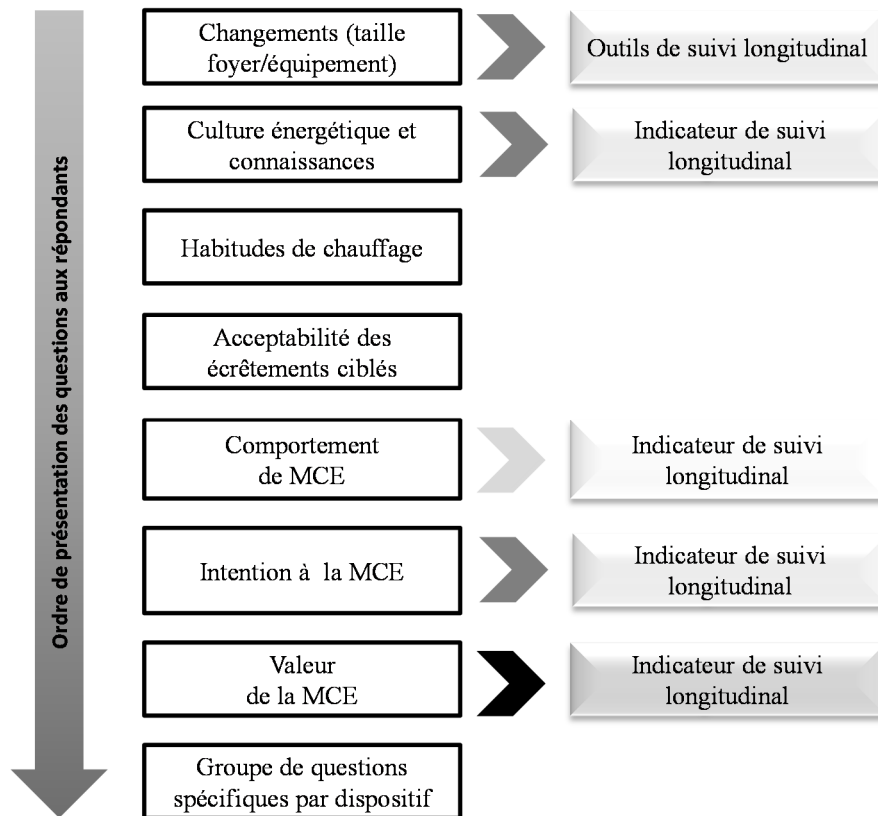 Ordre de présentation des questions aux répondants
Changements (taille
foyer/équipement)
Outils de suivi longitudinal
Culture énergétique et
connaissances
Indicateur de suivi
longitudinal
Habitudes de chauffage
Acceptabilité des
écrêtements ciblés
Comportement
de MCE
Indicateur de suivi
longitudinal
Intention à la MCE
Indicateur de suivi
longitudinal
Valeur
de la MCE
Indicateur de suivi
longitudinal
Groupe de questions
spécifiques par dispositif